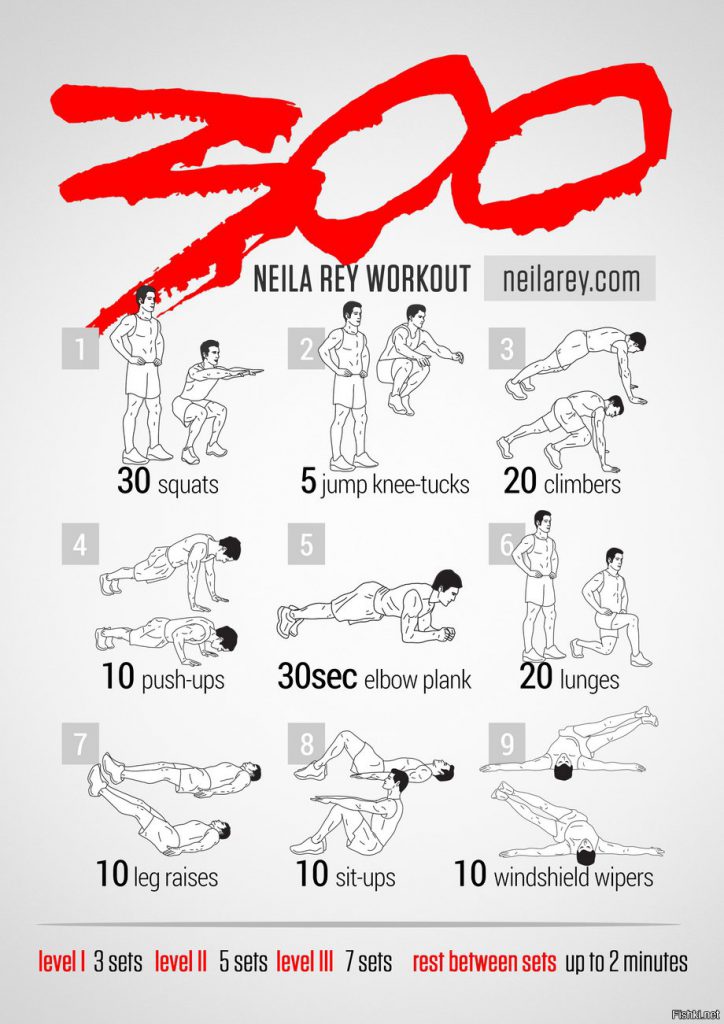 300
NEILA REY WORKOUT neilarey.com
1
30 squats
2
5 jump knee-tucks
3
20 climbers
4
10 push-ups
5
30sec elbow plank
6
20 lunges
7
10 leg raises
8
10 sit-ups
9
10 windshield wipers
level I 3 sets level II 5 sets level III 7 sets rest between sets up to 2 minutes
Fishki.net